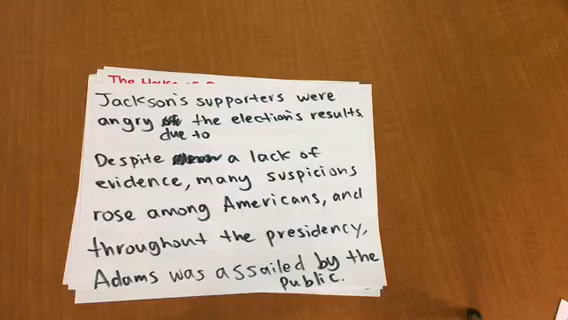 The
Jackson's supporters were
angry the election's results.
due to
Despite a lack of
evidence, many suspicions
rose among Americans, and
throughout the presidency,
Adams was assailed by the
public.